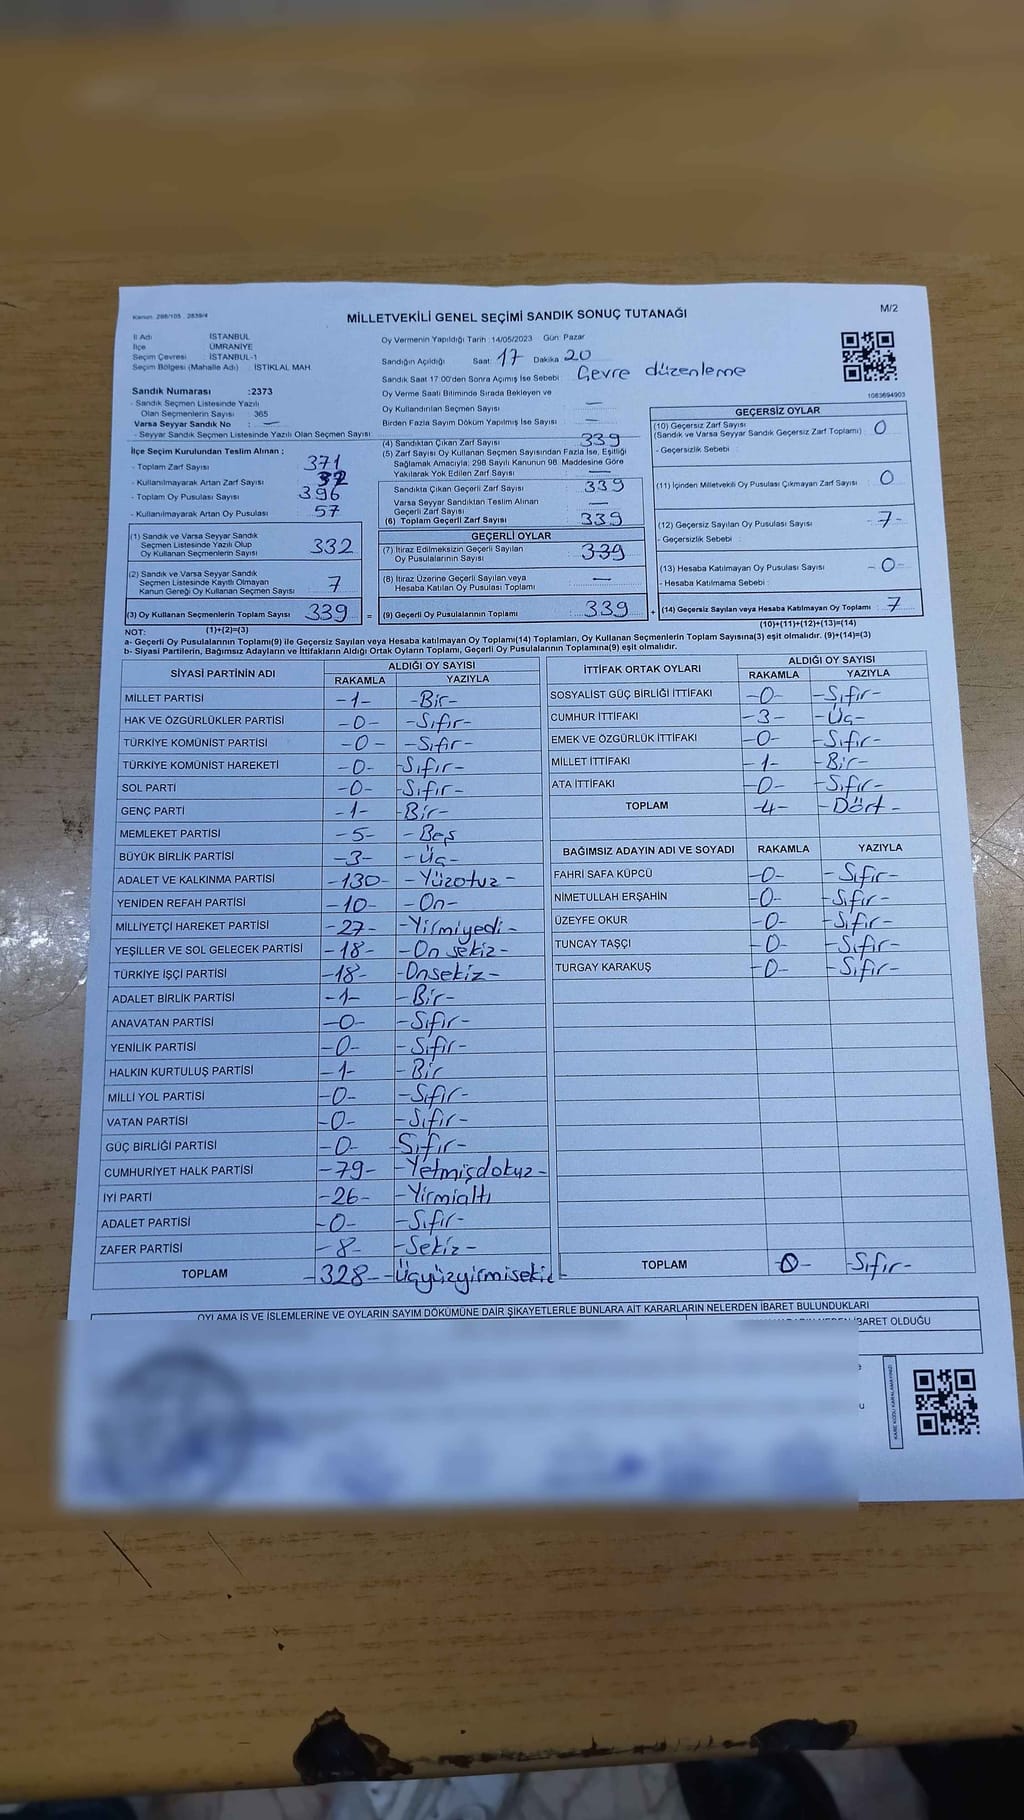 Kanun: 298/105 , 2839/4
M/2
MİLLETVEKİLİ GENEL SEÇİMİ SANDIK SONUÇ TUTANAĞI
İl Adı İSTANBUL
İlçe ÜMRANİYE
Seçim Çevresi İSTANBUL-1
Seçim Bölgesi (Mahalle Adı) : İSTİKLAL MAH.
Sandık Numarası :2373
- Sandık Seçmen Listesinde Yazılı
Olan Seçmenlerin Sayısı : 365
Varsa Seyyar Sandık No : —
- Seyyar Sandık Seçmen Listesinde Yazılı Olan Seçmen Sayısı:
İlçe Seçim Kurulundan Teslim Alınan ;
- Toplam Zarf Sayısı 371
- Kullanılmayarak Artan Zarf Sayısı 32
- Toplam Oy Pusulası Sayısı 396
- Kullanılmayarak Artan Oy Pusulası 57
Oy Vermenin Yapıldığı Tarih : 14/05/2023 Gün: Pazar
Sandığın Açıldığı Saat: 17 Dakika 20
Sandık Saat 17.00'den Sonra Açımış İse Sebebi : Çevre düzenleme
Oy Verme Saati Bitiminde Sırada Bekleyen ve
Oy Kullandırılan Seçmen Sayısı —
Birden Fazla Sayım Döküm Yapılmış İse Sayısı : —
(4) Sandıktan Çıkan Zarf Sayısı 339
(5) Zarf Sayısı Oy Kullanan Seçmen Sayısından Fazla İse, Eşitliği
Sağlamak Amacıyla; 298 Sayılı Kanunun 98. Maddesine Göre
Yakılarak Yok Edilen Zarf Sayısı —
Sandıkta Çıkan Geçerli Zarf Sayısı 339
Varsa Seyyar Sandıktan Teslim Alınan
Geçerli Zarf Sayısı
(6) Toplam Geçerli Zarf Sayısı 339
1083694903
GEÇERSİZ OYLAR
(10) Geçersiz Zarf Sayısı 0
(Sandık ve Varsa Seyyar Sandık Geçersiz Zarf Toplamı) :
- Geçersizlik Sebebi :
(11) İçinden Milletvekili Oy Pusulası Çıkmayan Zarf Sayısı 0
(12) Geçersiz Sayılan Oy Pusulası Sayısı 7-
- Geçersizlik Sebebi :
(13) Hesaba Katılmayan Oy Pusulası Sayısı -0-
- Hesaba Katılmama Sebebi :
(14) Geçersiz Sayılan veya Hesaba Katılmayan Oy Toplamı : 7
(10)+(11)+(12)+(13)=(14)
(1) Sandık ve Varsa Seyyar Sandık
Seçmen Listesinde Yazılı Olup
Oy Kullanan Seçmenlerin Sayısı 332
(2) Sandık ve Varsa Seyyar Sandık
Seçmen Listesinde Kayıtlı Olmayan
Kanun Gereği Oy Kullanan Seçmen Sayısı 7
(3) Oy Kullanan Seçmenlerin Toplam Sayısı 339 =
(1)+(2)=(3)
GEÇERLİ OYLAR
(7) İtiraz Edilmeksizin Geçerli Sayılan
Oy Pusulalarının Sayısı 339
(8) İtiraz Üzerine Geçerli Sayılan veya
Hesaba Katılan Oy Pusulası Toplamı : —
(9) Geçerli Oy Pusulalarının Toplamı 339 +
NOT:
a- Geçerli Oy Pusulalarının Toplamı(9) ile Geçersiz Sayılan veya Hesaba katılmayan Oy Toplamı(14) Toplamları, Oy Kullanan Seçmenlerin Toplam Sayısına(3) eşit olmalıdır. (9)+(14)=(3)
b- Siyasi Partilerin, Bağımsız Adayların ve İttifakların Aldığı Ortak Oyların Toplamı, Geçerli Oy Pusulalarının Toplamına(9) eşit olmalıdır.
SİYASİ PARTİNİN ADI ALDIĞI OY SAYISI
RAKAMLA YAZIYLA
MİLLET PARTİSİ -1- -Bir-
HAK VE ÖZGÜRLÜKLER PARTİSİ -0- -Sıfır-
TÜRKİYE KOMÜNİST PARTİSİ -0- -Sıfır-
TÜRKİYE KOMÜNİST HAREKETİ -0- -Sıfır-
SOL PARTİ -0- -Sıfır-
GENÇ PARTİ -1- -Bir-
MEMLEKET PARTİSİ -5- -Beş
BÜYÜK BİRLİK PARTİSİ -3- -Üç-
ADALET VE KALKINMA PARTİSİ -130- -Yüzotuz-
YENİDEN REFAH PARTİSİ -10- -On-
MİLLİYETÇİ HAREKET PARTİSİ -27- -Yirmiyedi-
YEŞİLLER VE SOL GELECEK PARTİSİ -18- -On sekiz-
TÜRKİYE İŞÇİ PARTİSİ -18- -Onsekiz-
ADALET BİRLİK PARTİSİ -1- -Bir-
ANAVATAN PARTİSİ -0- -Sıfır-
YENİLİK PARTİSİ -0- -Sıfır-
HALKIN KURTULUŞ PARTİSİ -1- -Bir
MİLLİ YOL PARTİSİ -0- -Sıfır-
VATAN PARTİSİ -0- -Sıfır-
GÜÇ BİRLİĞİ PARTİSİ -0- Sıfır-
CUMHURİYET HALK PARTİSİ -79- -Yetmişdokuz-
İYİ PARTİ -26- -Yirmialtı
ADALET PARTİSİ -0- -Sıfır-
ZAFER PARTİSİ -8- -Sekiz-
TOPLAM -328- -Üçyüzyirmisekiz-
İTTİFAK ORTAK OYLARI ALDIĞI OY SAYISI
RAKAMLA YAZIYLA
SOSYALİST GÜÇ BİRLİĞİ İTTİFAKI -0- -Sıfır-
CUMHUR İTTİFAKI -3- -Üç-
EMEK VE ÖZGÜRLÜK İTTİFAKI -0- -Sıfır-
MİLLET İTTİFAKI -1- -Bir-
ATA İTTİFAKI -0- -Sıfır-
TOPLAM -4- -Dört-
BAĞIMSIZ ADAYIN ADI VE SOYADI RAKAMLA YAZIYLA
FAHRİ SAFA KÜPCÜ -0- -Sıfır-
NİMETULLAH ERŞAHİN -0- -Sıfır-
ÜZEYFE OKUR -0- -Sıfır-
TUNCAY TAŞÇI -0- -Sıfır-
TURGAY KARAKUŞ -0- -Sıfır-
TOPLAM -0- -Sıfır-
OYLAMA İŞ VE İŞLEMLERİNE VE OYLARIN SAYIM DÖKÜMÜNE DAİR ŞİKAYETLERLE BUNLARA AİT KARARLARIN NELERDEN İBARET BULUNDUKLARI
İBARET OLDUĞU
KARE KODU KARALAMAYINIZ!